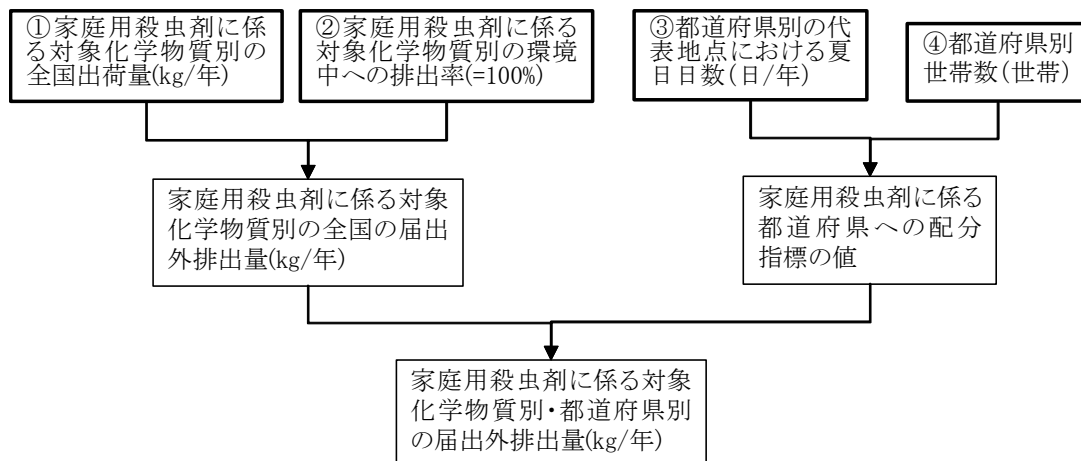 ①家庭用殺虫剤に係
る対象化学物質別の
全国出荷量(kg/年)
②家庭用殺虫剤に係る
対象化学物質別の環境
中への排出率(=100%)
③都道府県別の代
表地点における夏
日日数(日/年)
④都道府県別
世帯数(世帯)
家庭用殺虫剤に係る対象
化学物質別の全国の届出
外排出量(kg/年)
家庭用殺虫剤に係る
都道府県への配分
指標の値
家庭用殺虫剤に係る対象
化学物質別・都道府県別
の届出外排出量(kg/年)